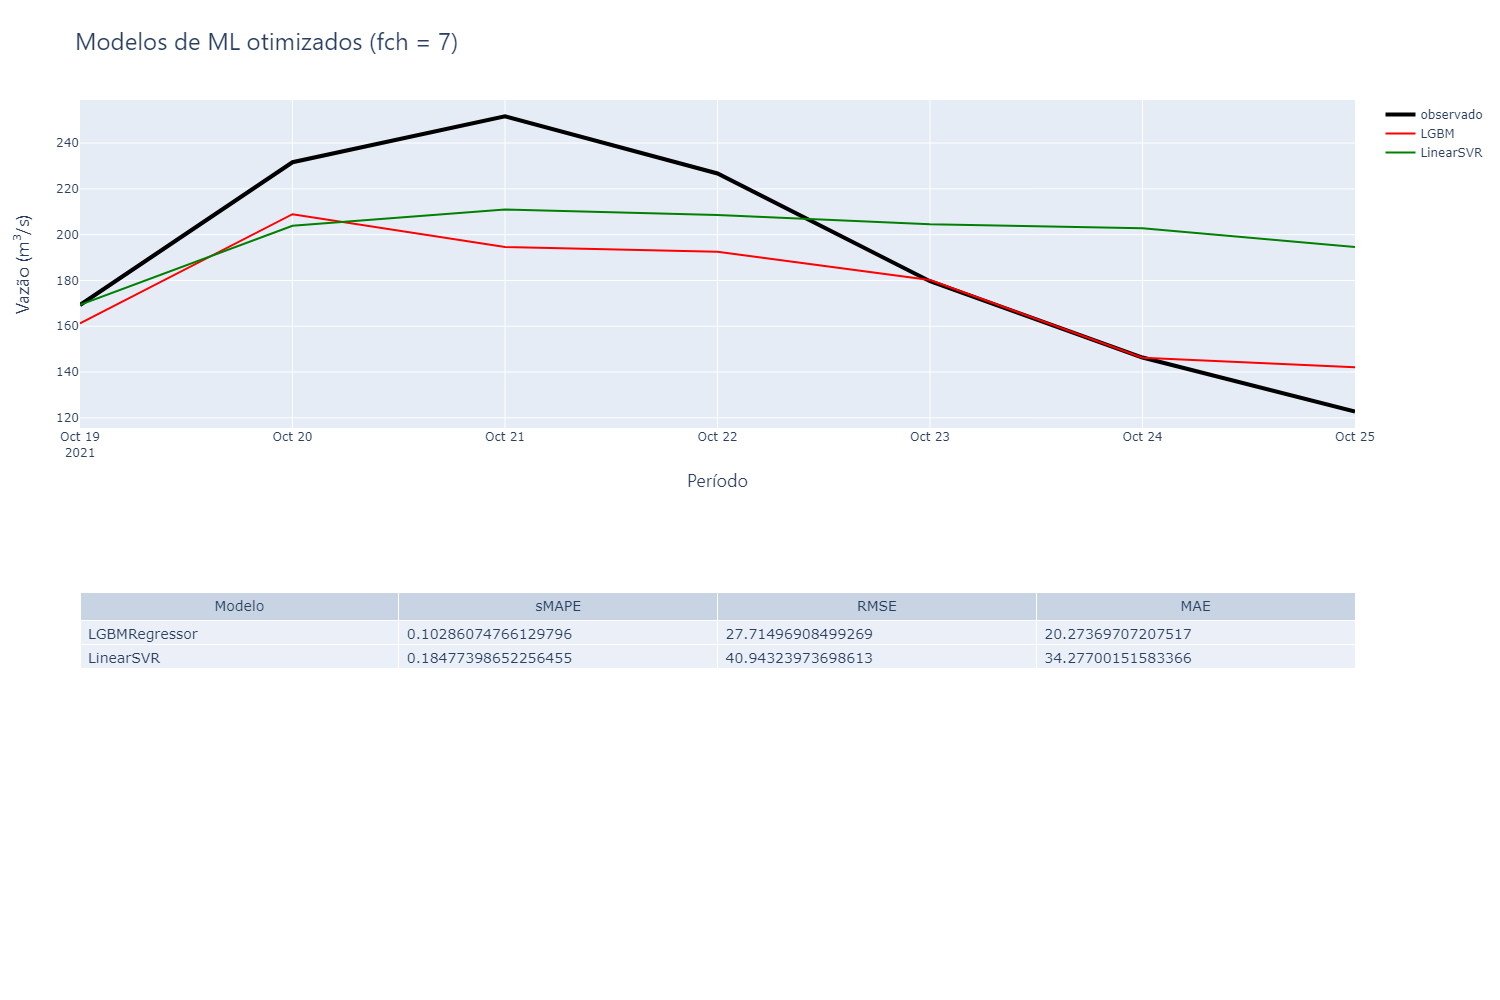 Modelos de ML otimizados (fch = 7)
observado
LGBM
LinearSVR
Vazão (m³/s)
240
220
200
180
160
140
120
Oct 19 Oct 20 Oct 21 Oct 22 Oct 23 Oct 24 Oct 25
2021
Período
Modelo sMAPE RMSE MAE
LGBMRegressor 0.10286074766129796 27.71496908499269 20.27369707207517
LinearSVR 0.18477398652256455 40.94323973698613 34.27700151583366